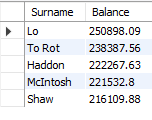 Surname Balance
Lo 250898.09
To Rot 238387.56
Haddon 222267.63
McIntosh 221532.8
Shaw 216109.88